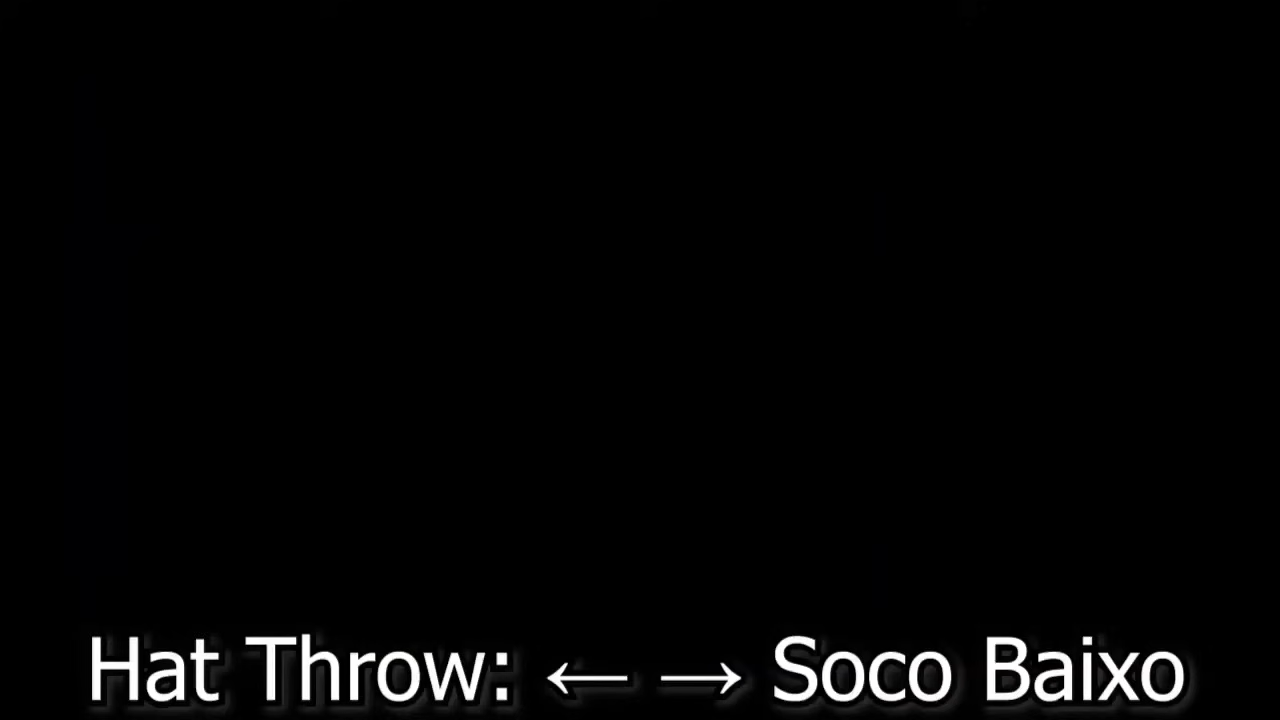 Hat Throw: ← → Soco Baixo